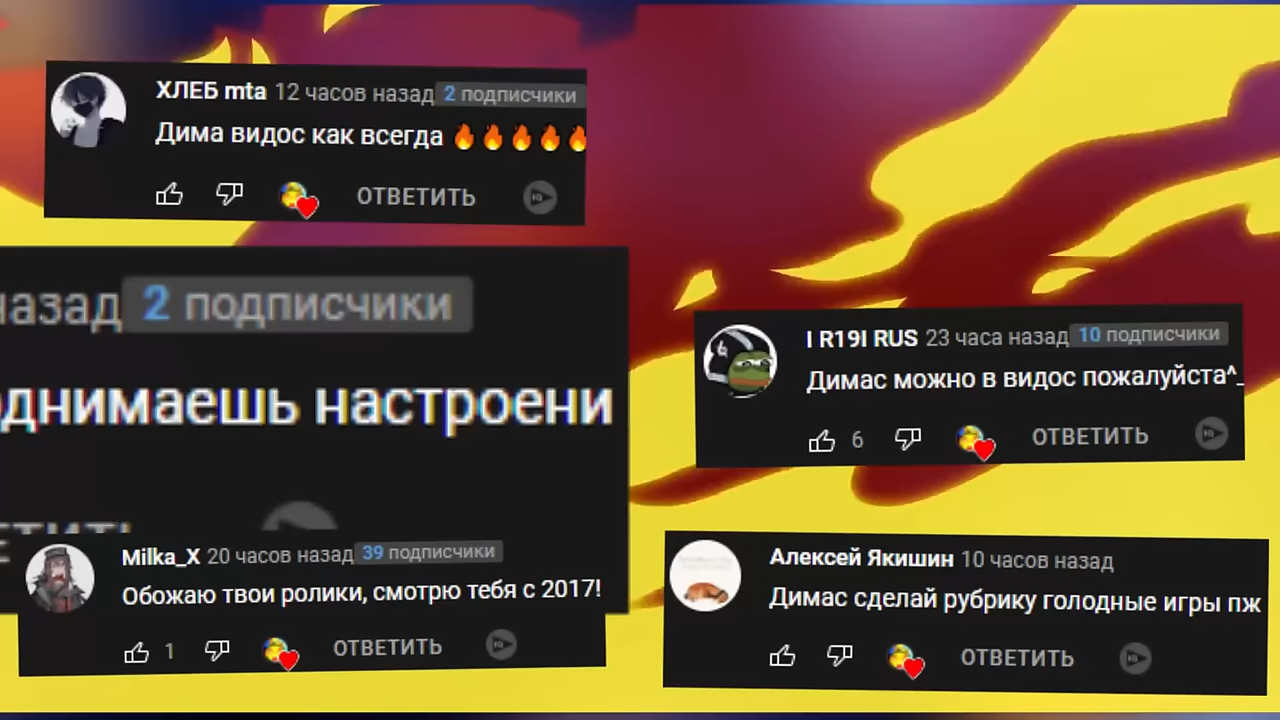 ХЛЕБ mta 12 часов назад 2 подписчики
Дима видос как всегда 🔥🔥🔥🔥🔥
ОТВЕТИТЬ
назад 2 подписчики
однимаешь настроени
Milka_X 20 часов назад 39 подписчики
Обожаю твои ролики, смотрю тебя с 2017!
1 ОТВЕТИТЬ
I R19I RUS 23 часа назад 10 подписчики
Димас можно в видос пожалуйста^_
6 ОТВЕТИТЬ
Алексей Якишин 10 часов назад
Димас сделай рубрику голодные игры пж
ОТВЕТИТЬ